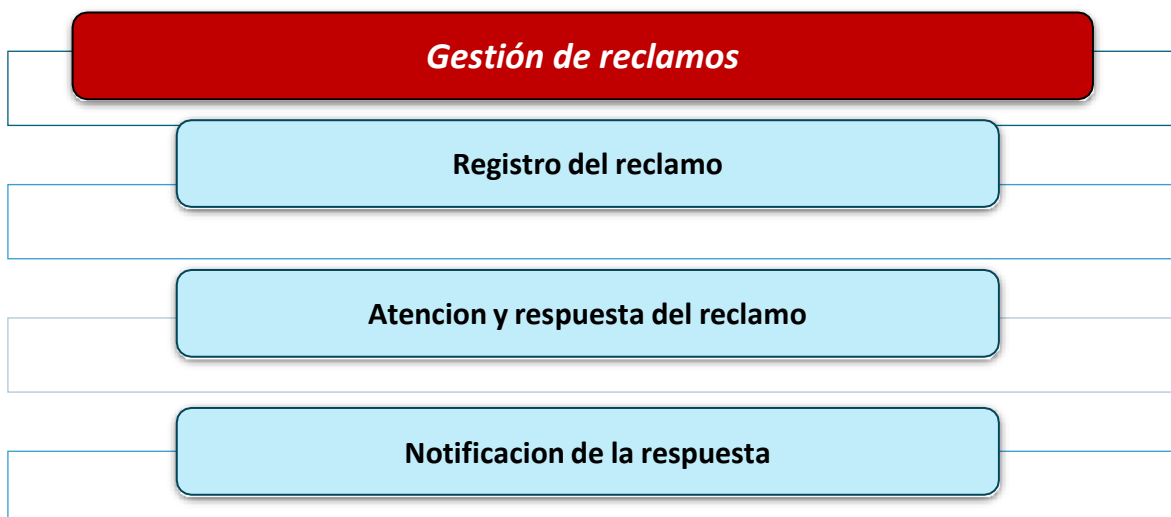 Gestión de reclamos
Registro del reclamo
Atencion y respuesta del reclamo
Notificacion de la respuesta